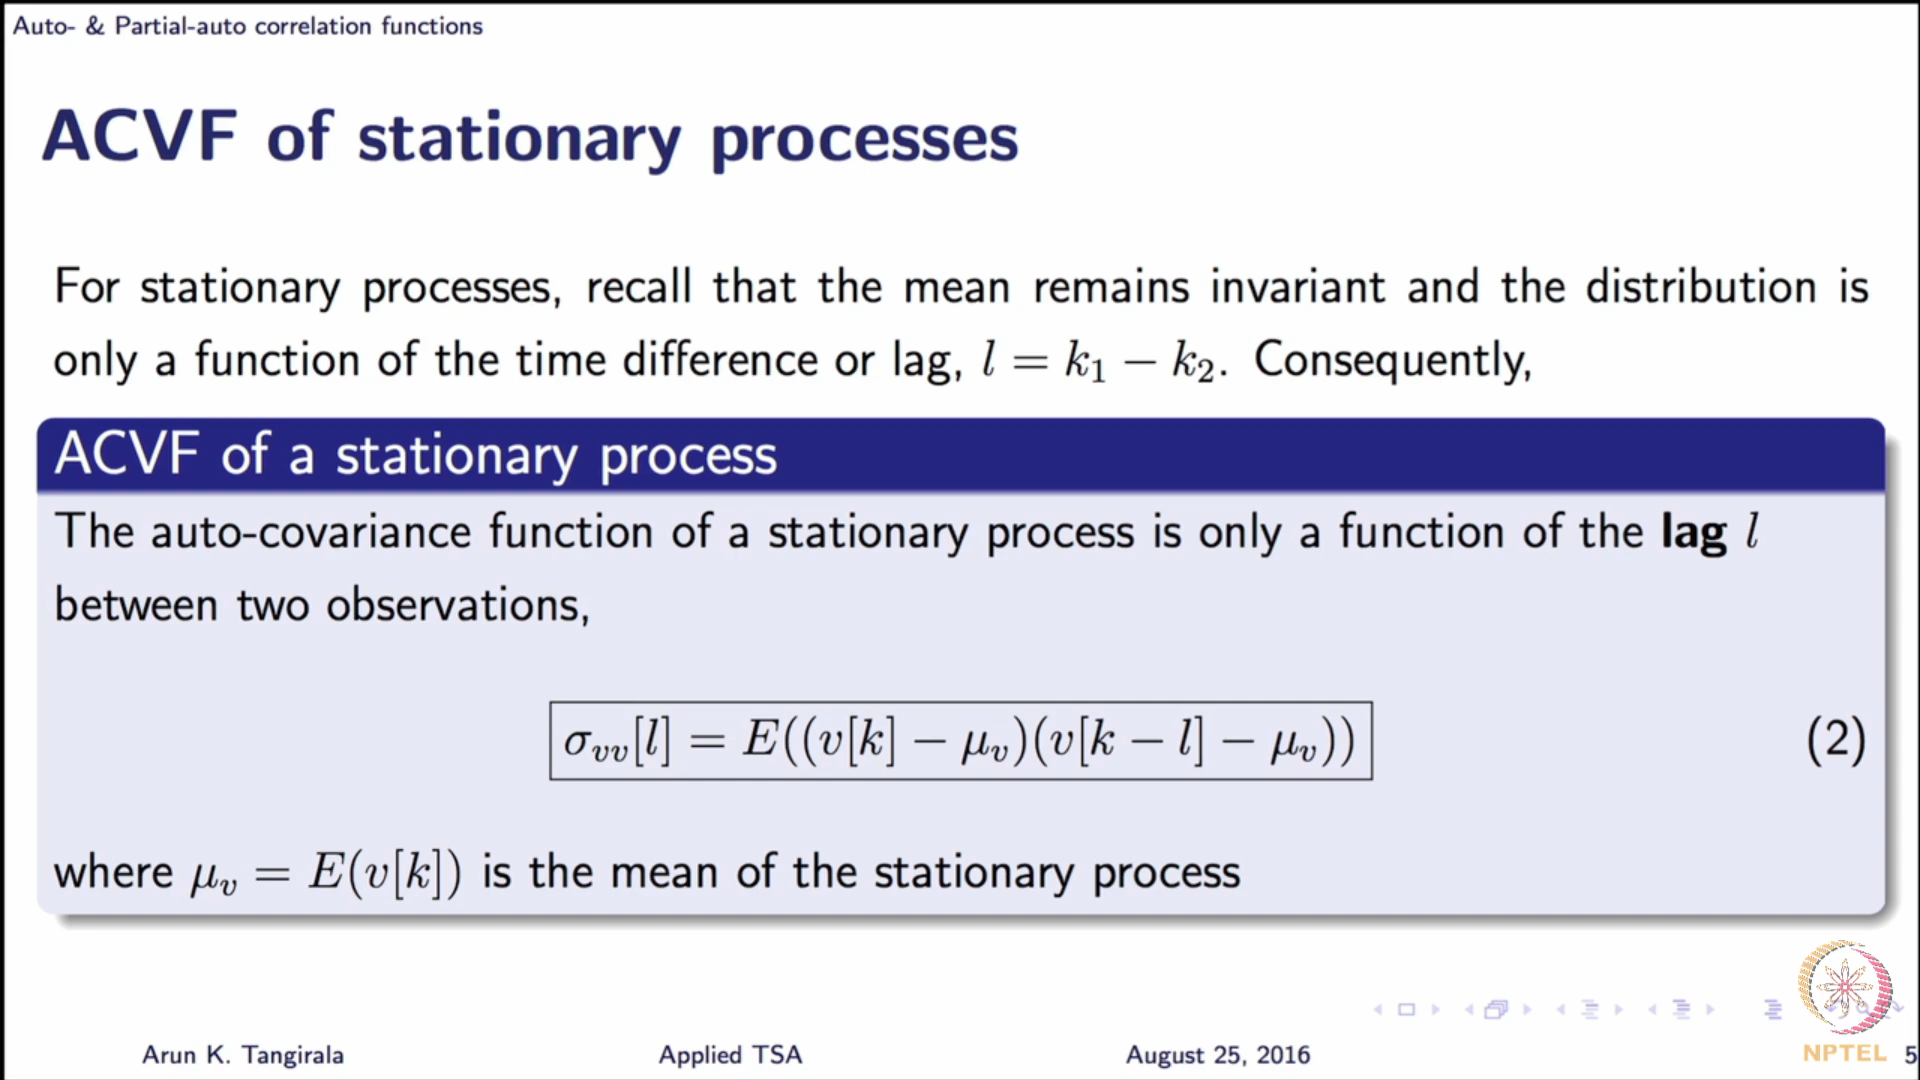 Auto- & Partial-auto correlation functions
ACVF of stationary processes
For stationary processes, recall that the mean remains invariant and the distribution is
only a function of the time difference or lag, l = k₁ − k₂. Consequently,
ACVF of a stationary process
The auto-covariance function of a stationary process is only a function of the lag l
between two observations,
σ_vv[l] = E((v[k] − μ_v)(v[k − l] − μ_v)) (2)
where μ_v = E(v[k]) is the mean of the stationary process
Arun K. Tangirala Applied TSA August 25, 2016 NPTEL 5